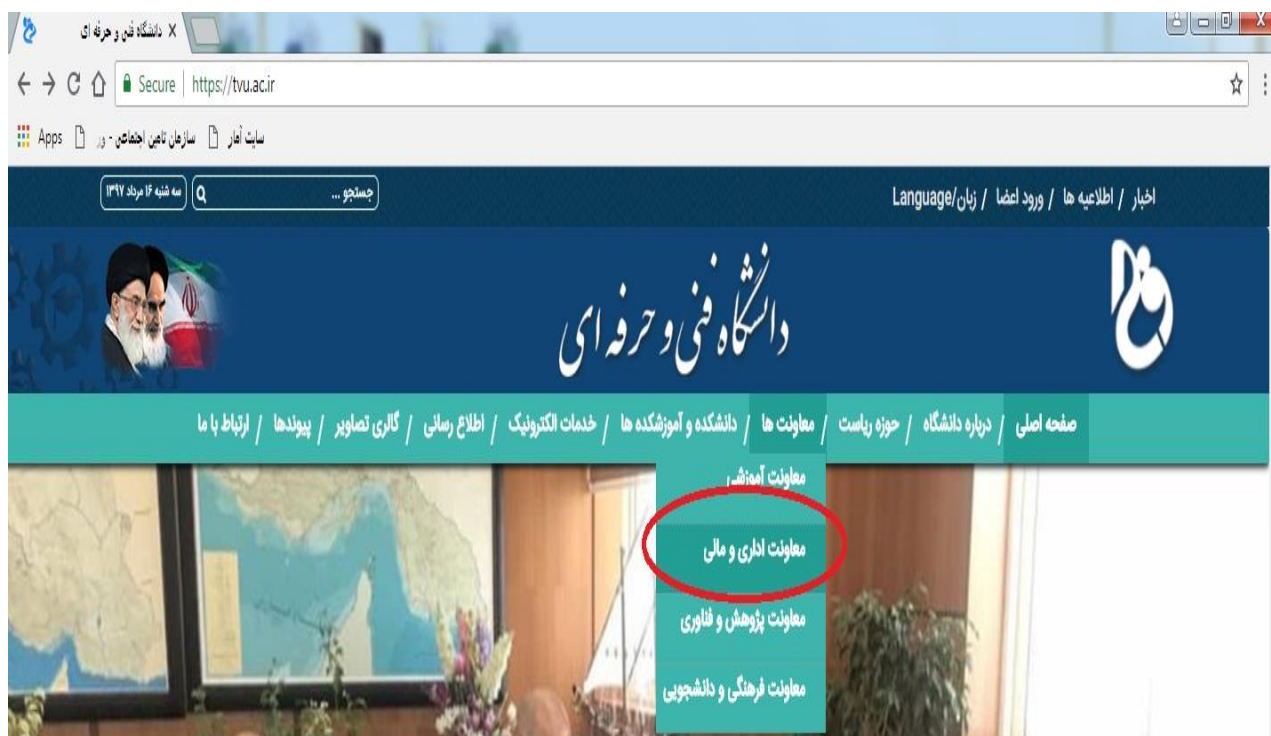 دانشگاه فنی و حرفه ای ×
Secure | https://tvu.ac.ir
Apps سازمان تامین اجتماعی - ور سایت آمار
اخبار / اطلاعیه ها / ورود اعضا / زبان/Language
جستجو ...
سه شنبه ۱۶ مرداد ۱۳۹۷
دانشگاه فنی و حرفه ای
صفحه اصلی / درباره دانشگاه / حوزه ریاست / معاونت ها / دانشکده و آموزشکده ها / خدمات الکترونیک / اطلاع رسانی / گالری تصاویر / پیوندها / ارتباط با ما
معاونت آموزشی
معاونت اداری و مالی
معاونت پژوهش و فناوری
معاونت فرهنگی و دانشجویی